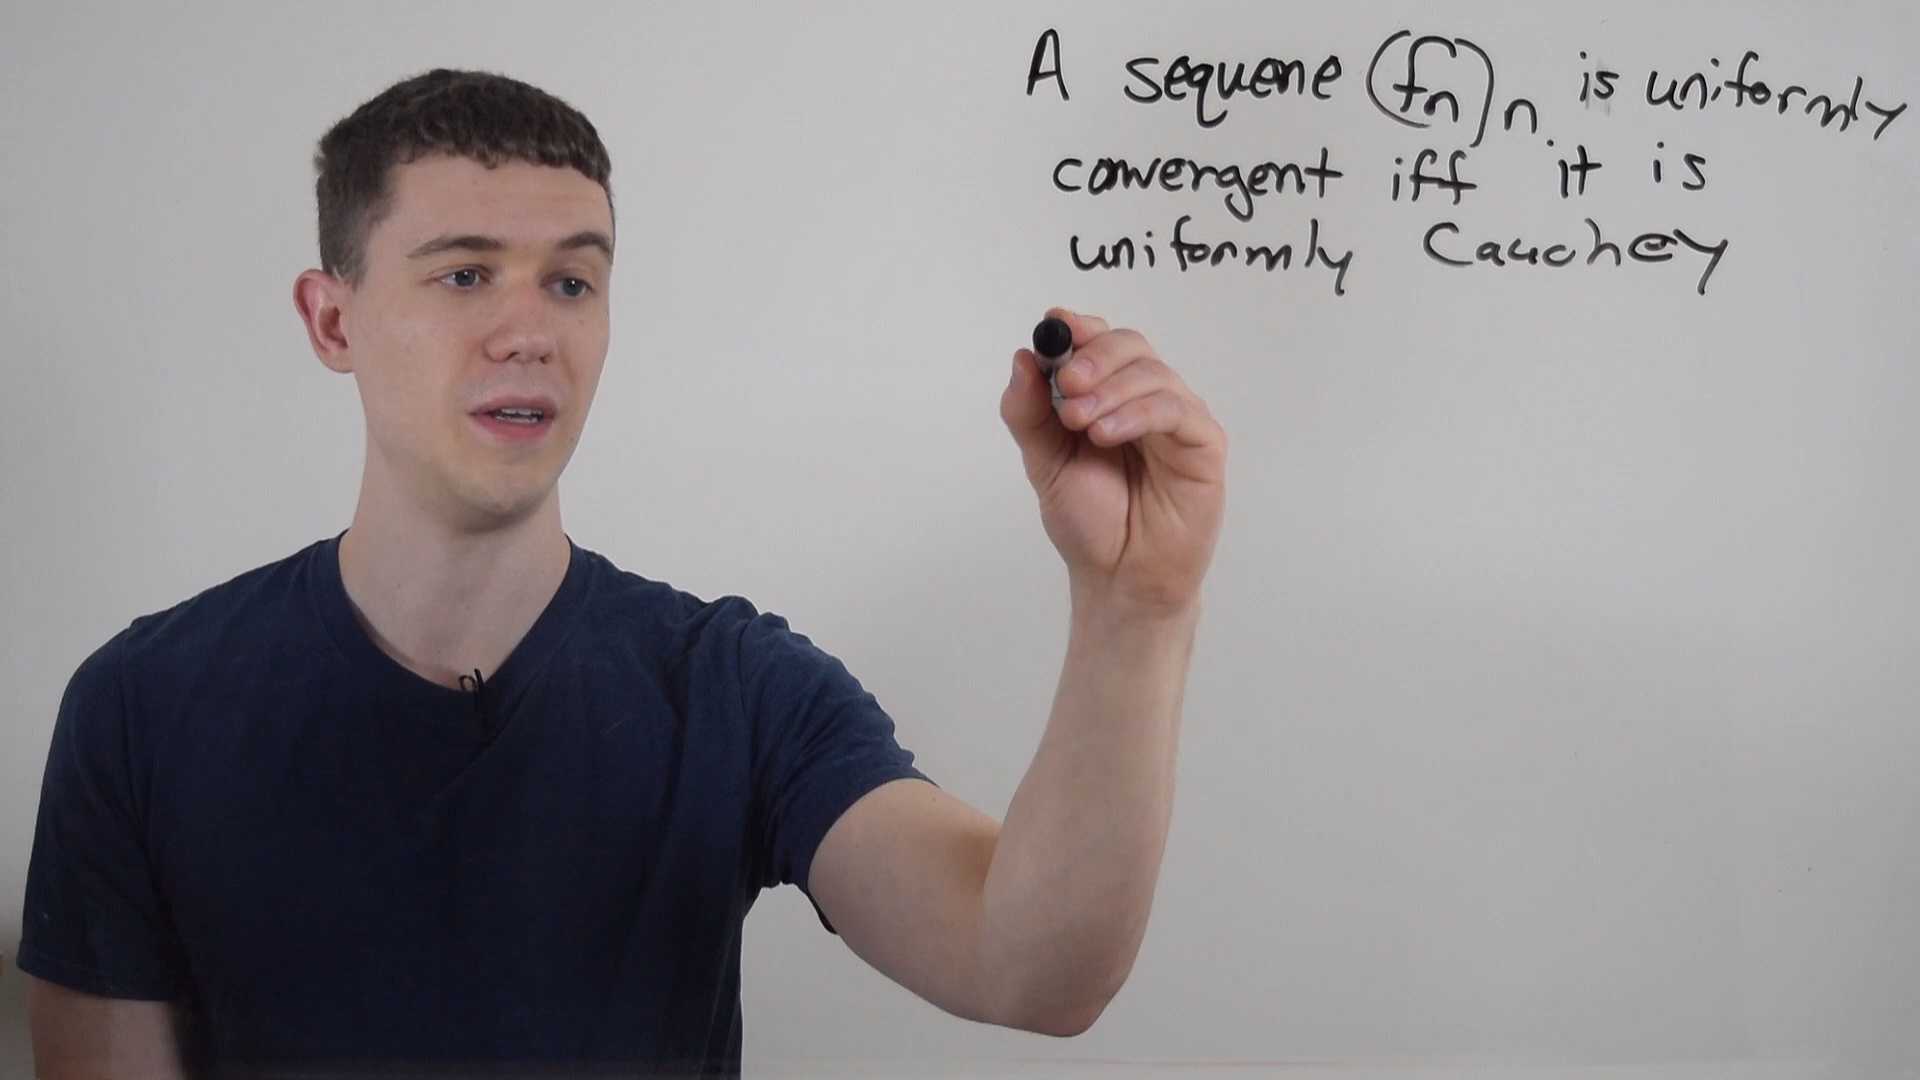 A sequene (fn)n is uniformly
convergent iff it is
uniformly Cauchey